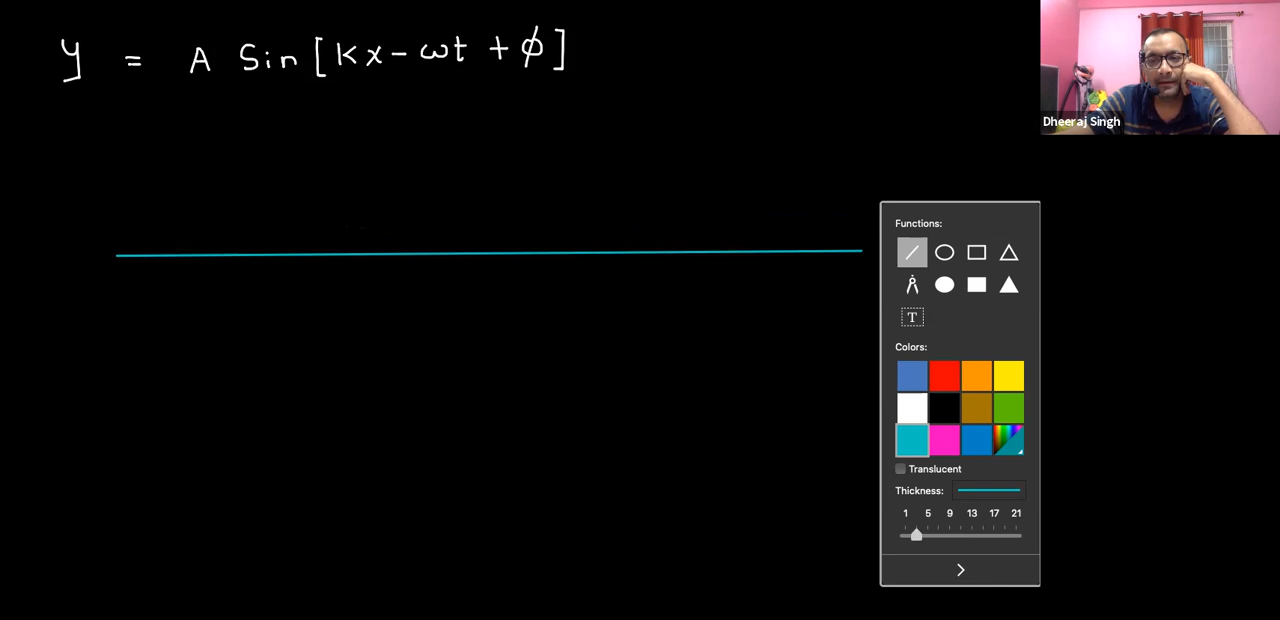 y = A Sin[kx - ωt + φ]
Dheeraj Singh
Functions:
T
Colors:
Translucent
Thickness:
1 5 9 13 17 21